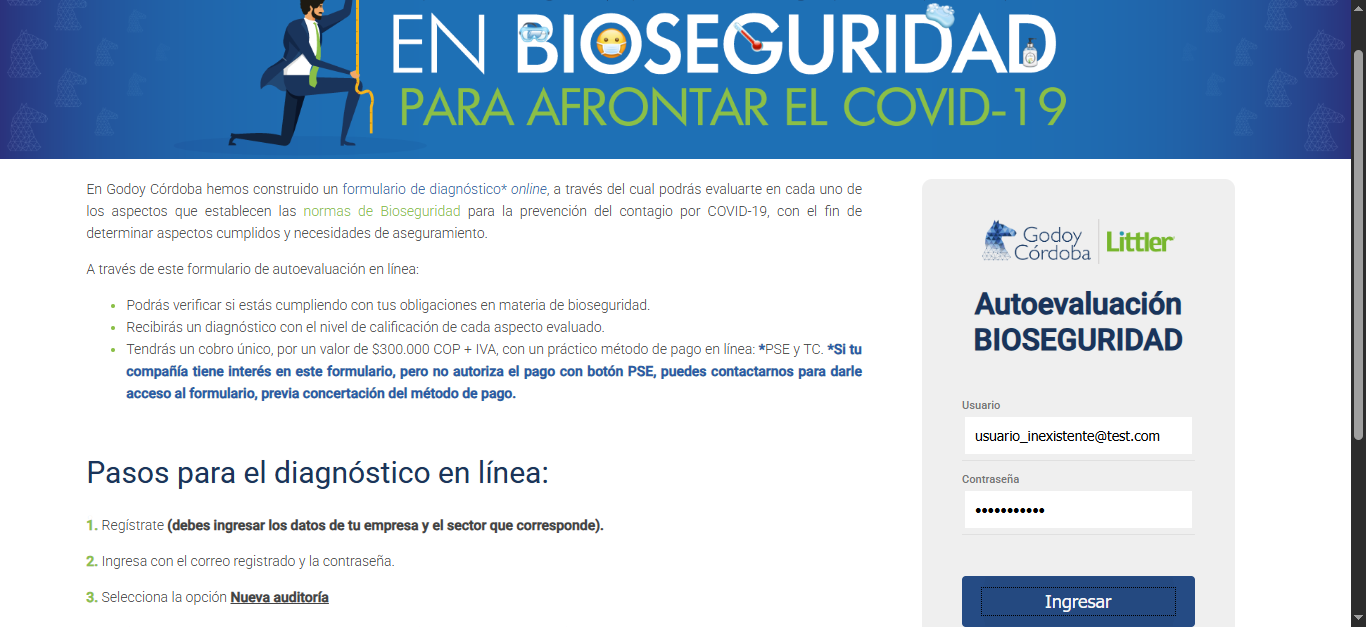 EN BIOSEGURIDAD
PARA AFRONTAR EL COVID-19
En Godoy Córdoba hemos construido un formulario de diagnóstico* online, a través del cual podrás evaluarte en cada uno de
los aspectos que establecen las normas de Bioseguridad para la prevención del contagio por COVID-19, con el fin de
determinar aspectos cumplidos y necesidades de aseguramiento.
A través de este formulario de autoevaluación en línea:
Podrás verificar si estás cumpliendo con tus obligaciones en materia de bioseguridad.
Recibirás un diagnóstico con el nivel de calificación de cada aspecto evaluado.
Tendrás un cobro único, por un valor de $300.000 COP + IVA, con un práctico método de pago en línea: *PSE y TC. *Si tu
compañía tiene interés en este formulario, pero no autoriza el pago con botón PSE, puedes contactarnos para darle
acceso al formulario, previa concertación del método de pago.
Pasos para el diagnóstico en línea:
1. Regístrate (debes ingresar los datos de tu empresa y el sector que corresponde).
2. Ingresa con el correo registrado y la contraseña.
3. Selecciona la opción Nueva auditoría
Godoy
Córdoba
Littler
Autoevaluación
BIOSEGURIDAD
Usuario
usuario_inexistente@test.com
Contraseña
•••••••••••
Ingresar